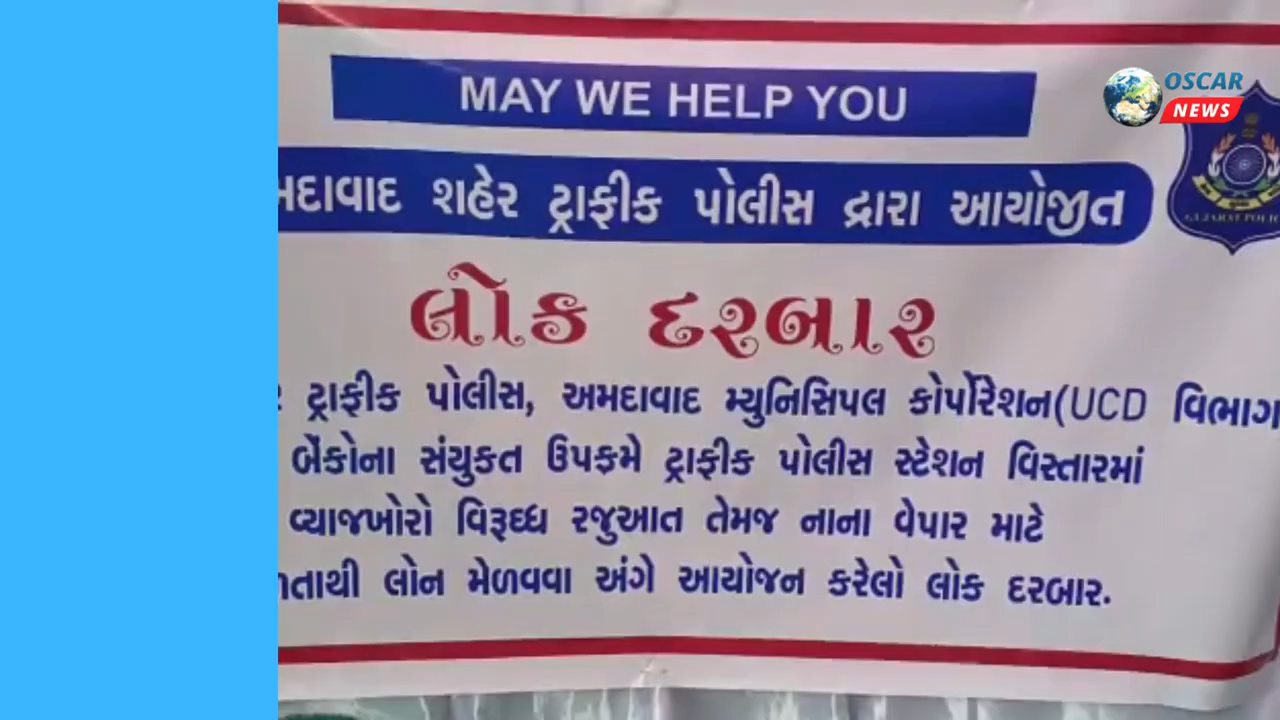 MAY WE HELP YOU
OSCAR
NEWS
શહેર ટ્રાફીક પોલીસ દ્રારા આયોજીત
લોક દરબાર
ટ્રાફીક પોલીસ, અમદાવાદ મ્યુનિસિપલ કોર્પોરેશન(UCD વિભાગ
બેંકોના સંયુકત ઉપક્રમે ટ્રાફીક પોલીસ સ્ટેશન વિસ્તારમાં
વ્યાજખોરો વિરૂધ્ધ રજુઆત તેમજ નાના વેપાર માટે
લોન મેળવવા અંગે આયોજન કરેલો લોક દરબાર.